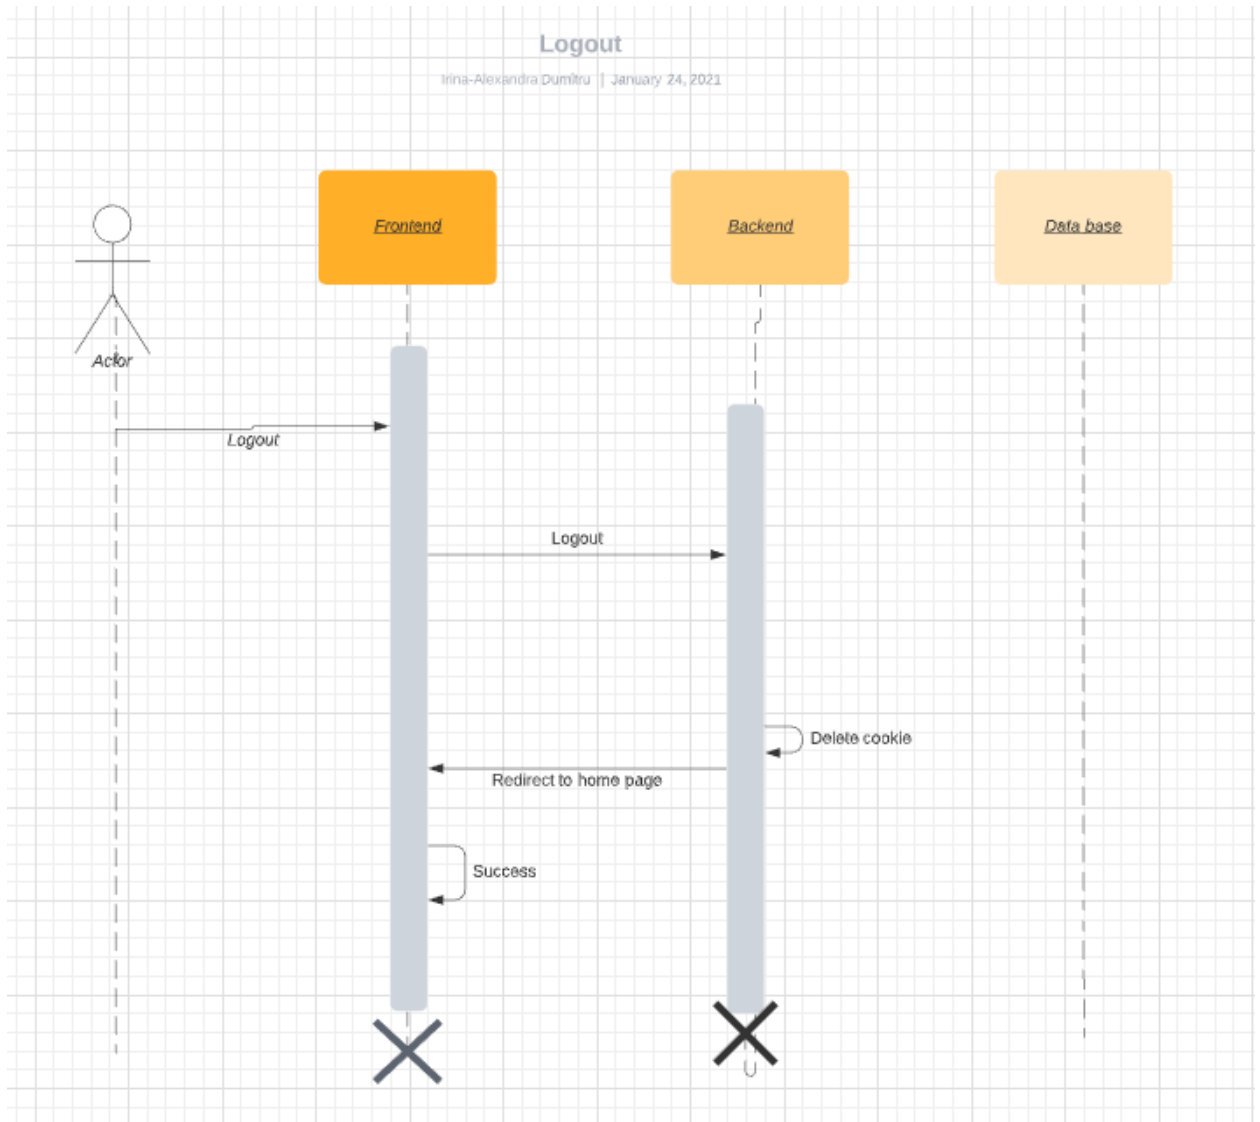 Logout
Irina-Alexandra Dumitru | January 24, 2021
Frontend
Backend
Data base
Actor
Logout
Logout
Delete cookie
Redirect to home page
Success